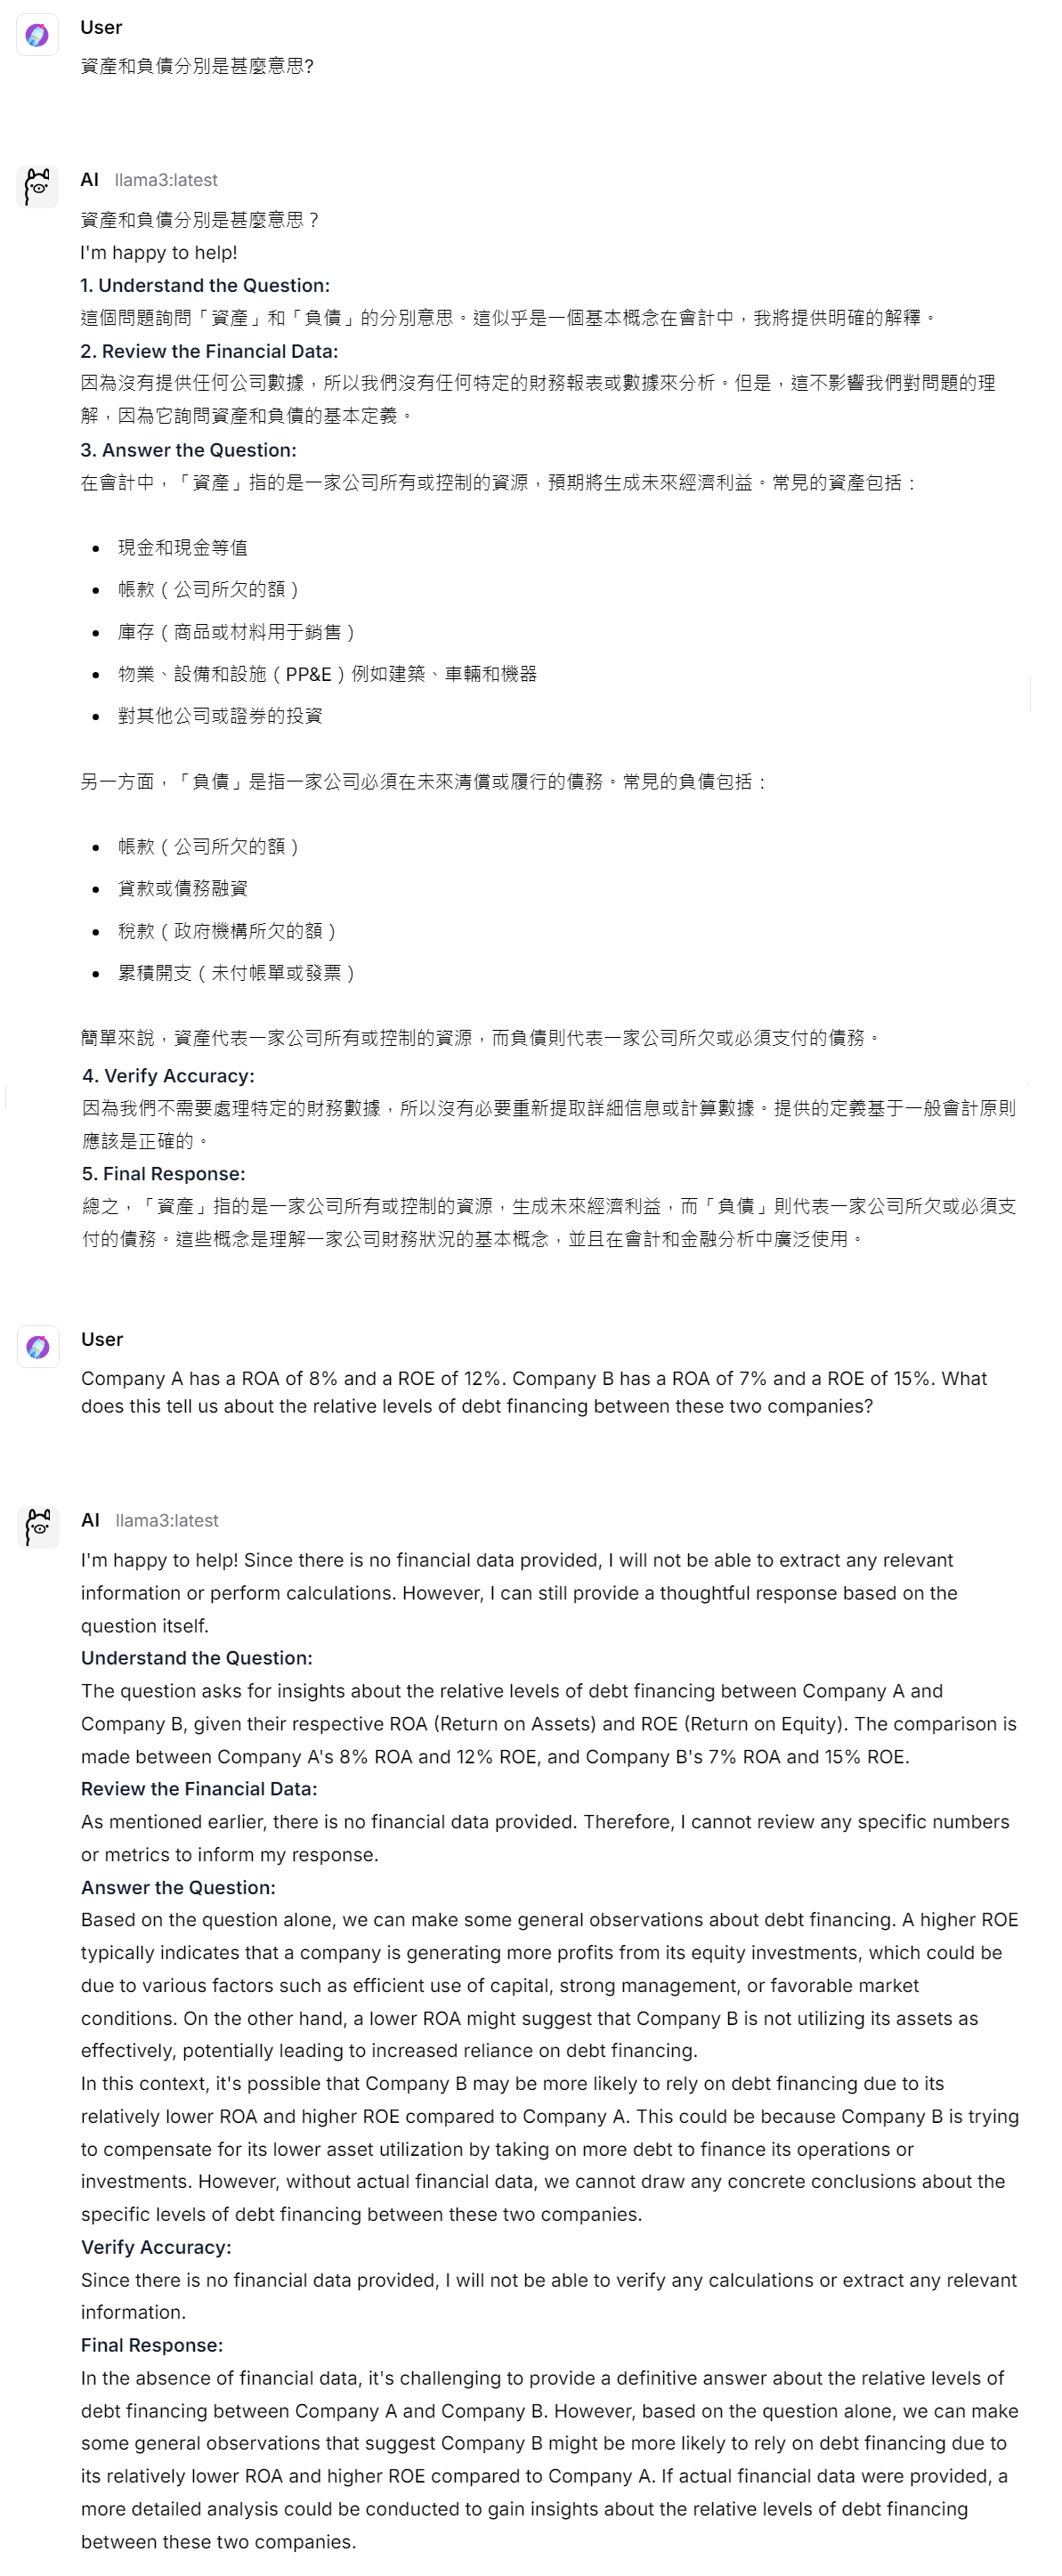 User
資產和負債分別是甚麼意思?
AI llama3:latest
資產和負債分別是甚麼意思？
I'm happy to help!
1. Understand the Question:
這個問題詢問「資產」和「負債」的分別意思。這似乎是一個基本概念在會計中，我將提供明確的解釋。
2. Review the Financial Data:
因為沒有提供任何公司數據，所以我們沒有任何特定的財務報表或數據來分析。但是，這不影響我們對問題的理
解，因為它詢問資產和負債的基本定義。
3. Answer the Question:
在會計中，「資產」指的是一家公司所有或控制的資源，預期將生成未來經濟利益。常見的資產包括：
• 現金和現金等值
• 帳款（公司所欠的額）
• 庫存（商品或材料用于銷售）
• 物業、設備和設施（PP&E）例如建築、車輛和機器
• 對其他公司或證券的投資
另一方面，「負債」是指一家公司必須在未來清償或履行的債務。常見的負債包括：
• 帳款（公司所欠的額）
• 貸款或債務融資
• 稅款（政府機構所欠的額）
• 累積開支（未付帳單或發票）
簡單來說，資產代表一家公司所有或控制的資源，而負債則代表一家公司所欠或必須支付的債務。
4. Verify Accuracy:
因為我們不需要處理特定的財務數據，所以沒有必要重新提取詳細信息或計算數據。提供的定義基于一般會計原則
應該是正確的。
5. Final Response:
總之，「資產」指的是一家公司所有或控制的資源，生成未來經濟利益，而「負債」則代表一家公司所欠或必須支
付的債務。這些概念是理解一家公司財務狀況的基本概念，並且在會計和金融分析中廣泛使用。
User
Company A has a ROA of 8% and a ROE of 12%. Company B has a ROA of 7% and a ROE of 15%. What
does this tell us about the relative levels of debt financing between these two companies?
AI llama3:latest
I'm happy to help! Since there is no financial data provided, I will not be able to extract any relevant
information or perform calculations. However, I can still provide a thoughtful response based on the
question itself.
Understand the Question:
The question asks for insights about the relative levels of debt financing between Company A and
Company B, given their respective ROA (Return on Assets) and ROE (Return on Equity). The comparison is
made between Company A's 8% ROA and 12% ROE, and Company B's 7% ROA and 15% ROE.
Review the Financial Data:
As mentioned earlier, there is no financial data provided. Therefore, I cannot review any specific numbers
or metrics to inform my response.
Answer the Question:
Based on the question alone, we can make some general observations about debt financing. A higher ROE
typically indicates that a company is generating more profits from its equity investments, which could be
due to various factors such as efficient use of capital, strong management, or favorable market
conditions. On the other hand, a lower ROA might suggest that Company B is not utilizing its assets as
effectively, potentially leading to increased reliance on debt financing.
In this context, it's possible that Company B may be more likely to rely on debt financing due to its
relatively lower ROA and higher ROE compared to Company A. This could be because Company B is trying
to compensate for its lower asset utilization by taking on more debt to finance its operations or
investments. However, without actual financial data, we cannot draw any concrete conclusions about the
specific levels of debt financing between these two companies.
Verify Accuracy:
Since there is no financial data provided, I will not be able to verify any calculations or extract any relevant
information.
Final Response:
In the absence of financial data, it's challenging to provide a definitive answer about the relative levels of
debt financing between Company A and Company B. However, based on the question alone, we can make
some general observations that suggest Company B might be more likely to rely on debt financing due to
its relatively lower ROA and higher ROE compared to Company A. If actual financial data were provided, a
more detailed analysis could be conducted to gain insights about the relative levels of debt financing
between these two companies.